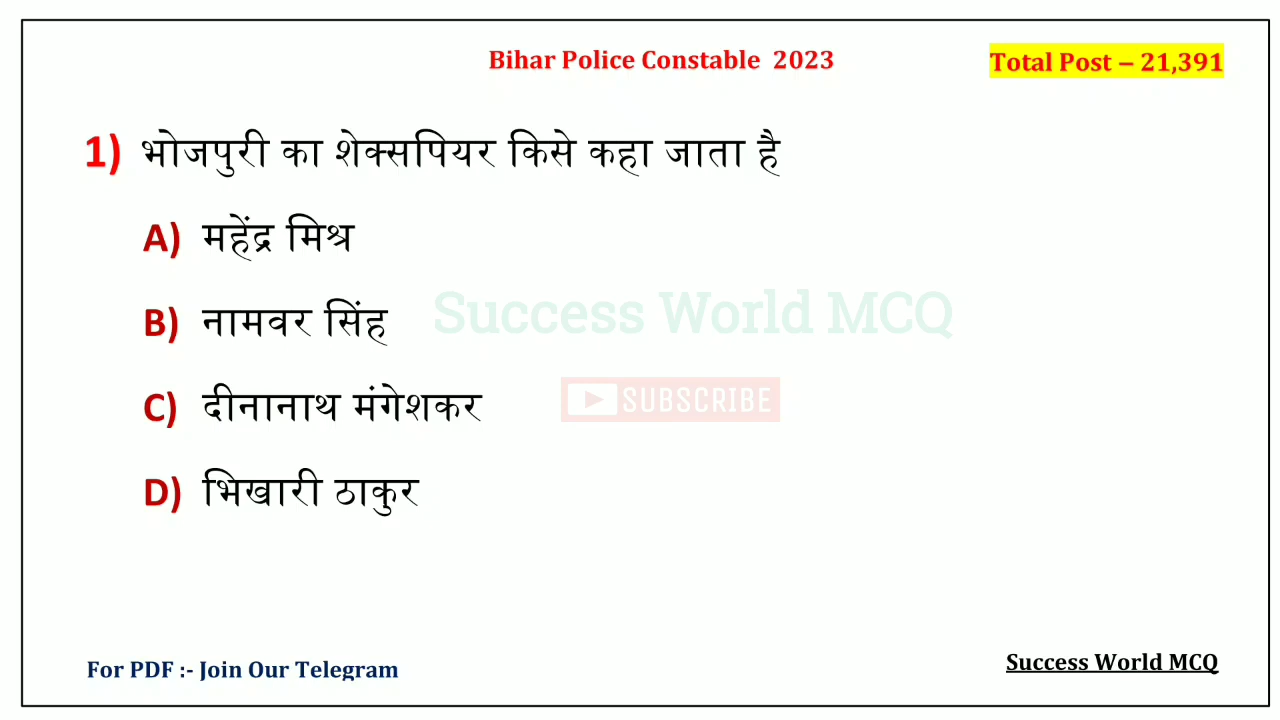 Bihar Police Constable 2023
Total Post – 21,391
1) भोजपुरी का शेक्सपियर किसे कहा जाता है
A) महेंद्र मिश्र
B) नामवर सिंह
Success World MCQ
C) दीनानाथ मंगेशकर
SUBSCRIBE
D) भिखारी ठाकुर
For PDF :- Join Our Telegram
Success World MCQ